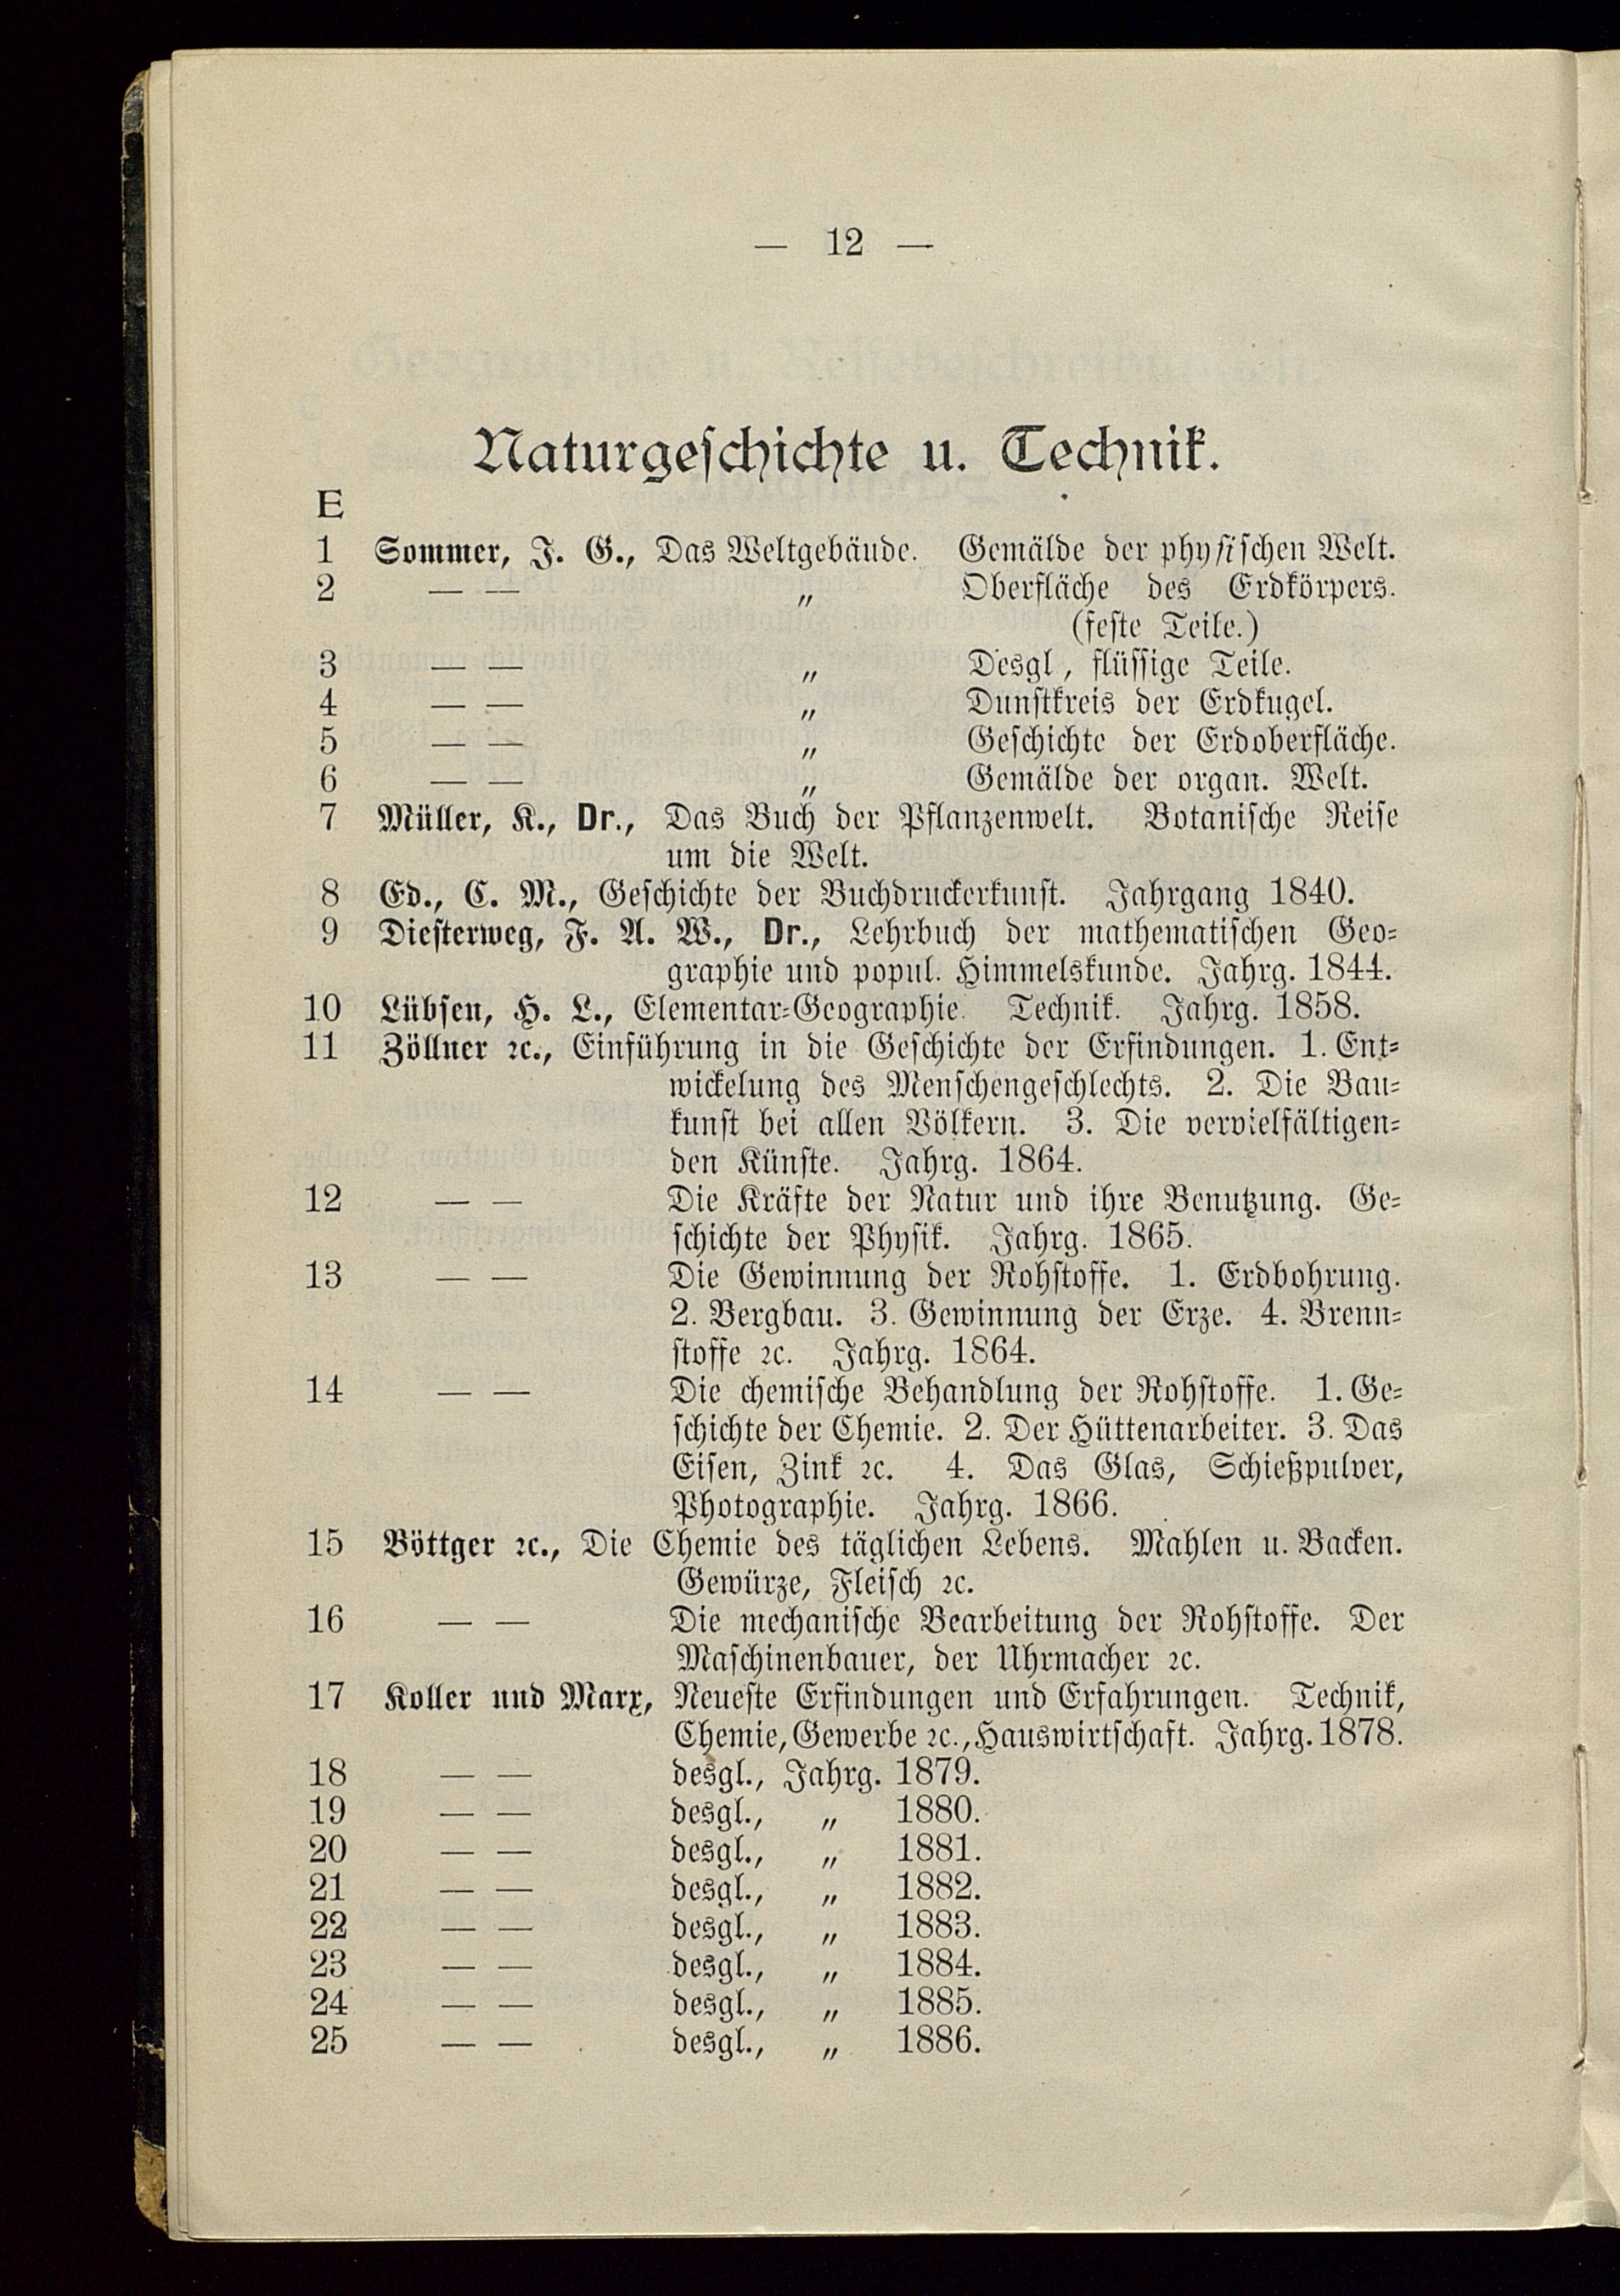 — 12 —
Naturgeschichte u. Technik.
E
1 Sommer, J. G., Das Weltgebäude. Gemälde der physischen Welt.
2 — — „ Oberfläche des Erdkörpers.
(feste Teile.)
3 — — „ Desgl, flüssige Teile.
4 — — „ Dunstkreis der Erdkugel.
5 — — „ Geschichte der Erdoberfläche.
6 — — „ Gemälde der organ. Welt.
7 Müller, K., Dr., Das Buch der Pflanzenwelt. Botanische Reise
um die Welt.
8 Ed., C. M., Geschichte der Buchdruckerkunst. Jahrgang 1840.
9 Diesterweg, F. A. W., Dr., Lehrbuch der mathematischen Geo-
graphie und popul. Himmelskunde. Jahrg. 1844.
10 Lübsen, H. L., Elementar-Geographie. Technik. Jahrg. 1858.
11 Zöllner ꝛc., Einführung in die Geschichte der Erfindungen. 1. Ent-
wickelung des Menschengeschlechts. 2. Die Bau-
kunst bei allen Völkern. 3. Die vervielfältigen-
den Künste. Jahrg. 1864.
12 — — Die Kräfte der Natur und ihre Benutzung. Ge-
schichte der Physik. Jahrg. 1865.
13 — — Die Gewinnung der Rohstoffe. 1. Erdbohrung.
2. Bergbau. 3. Gewinnung der Erze. 4. Brenn-
stoffe ꝛc. Jahrg. 1864.
14 — — Die chemische Behandlung der Rohstoffe. 1. Ge-
schichte der Chemie. 2. Der Hüttenarbeiter. 3. Das
Eisen, Zink ꝛc. 4. Das Glas, Schießpulver,
Photographie. Jahrg. 1866.
15 Böttger ꝛc., Die Chemie des täglichen Lebens. Mahlen u. Backen.
Gewürze, Fleisch ꝛc.
16 — — Die mechanische Bearbeitung der Rohstoffe. Der
Maschinenbauer, der Uhrmacher ꝛc.
17 Koller und Marx, Neueste Erfindungen und Erfahrungen. Technik,
Chemie, Gewerbe ꝛc., Hauswirtschaft. Jahrg. 1878.
18 — — desgl., Jahrg. 1879.
19 — — desgl., „ 1880.
20 — — desgl., „ 1881.
21 — — desgl., „ 1882.
22 — — desgl., „ 1883.
23 — — desgl., „ 1884.
24 — — desgl., „ 1885.
25 — — desgl., „ 1886.